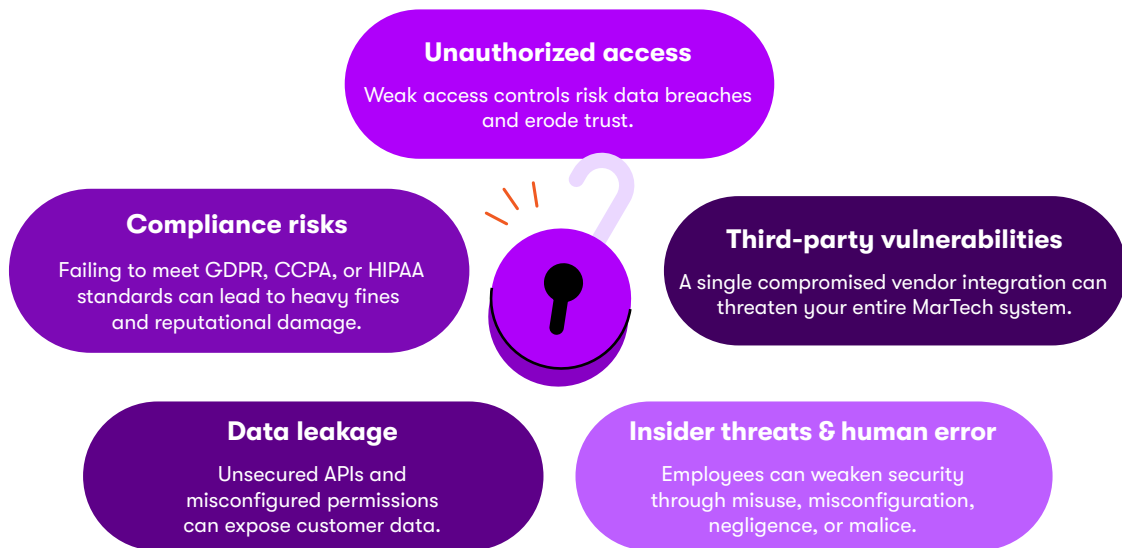 Unauthorized access
Weak access controls risk data breaches
and erode trust.
Compliance risks
Failing to meet GDPR, CCPA, or HIPAA
standards can lead to heavy fines
and reputational damage.
Third-party vulnerabilities
A single compromised vendor integration can
threaten your entire MarTech system.
Data leakage
Unsecured APIs and
misconfigured permissions
can expose customer data.
Insider threats & human error
Employees can weaken security
through misuse, misconfiguration,
negligence, or malice.